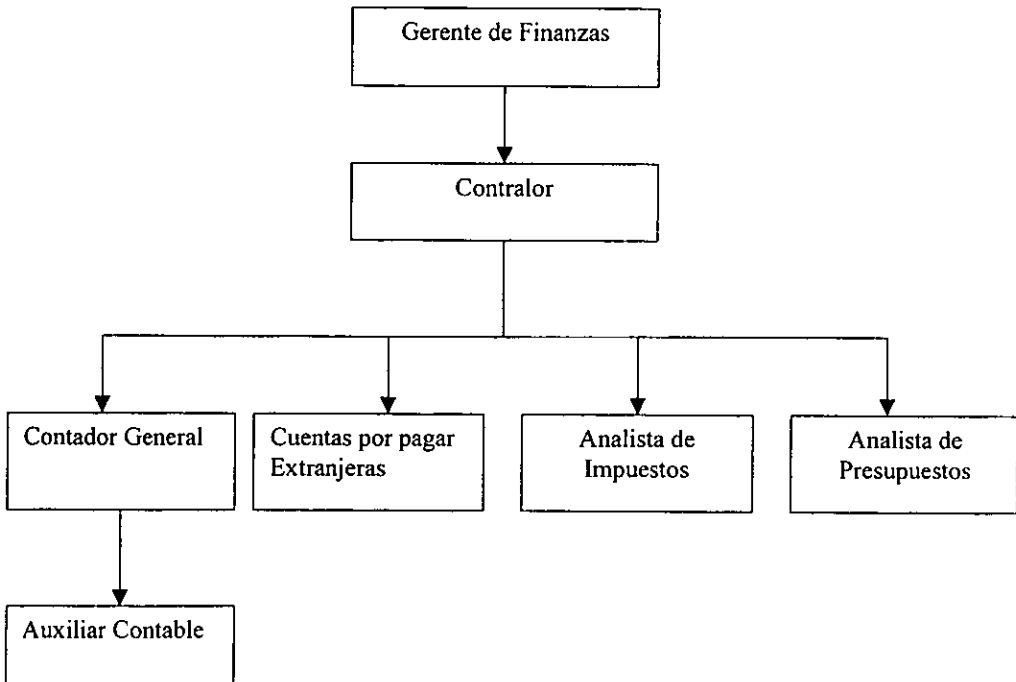 Gerente de Finanzas
Contralor
Contador General
Cuentas por pagar
Extranjeras
Analista de
Impuestos
Analista de
Presupuestos
Auxiliar Contable